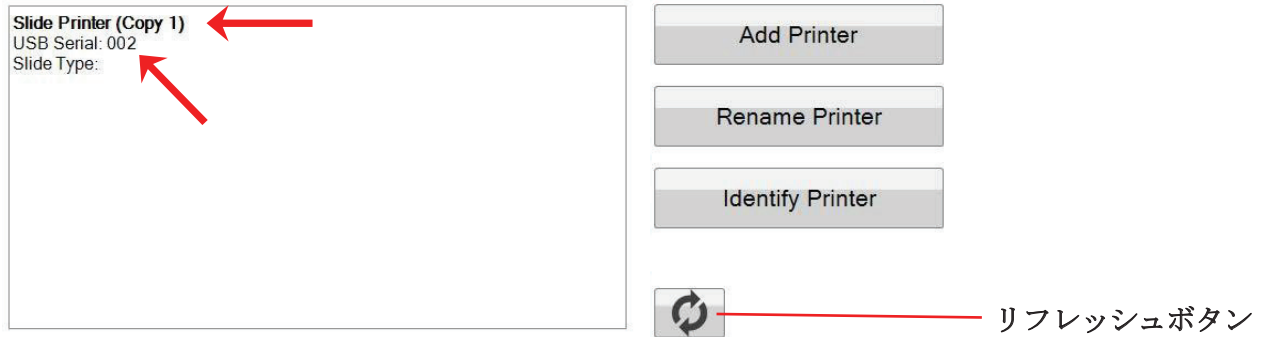 Slide Printer (Copy 1)
USB Serial: 002
Slide Type:
Add Printer
Rename Printer
Identify Printer
リフレッシュボタン